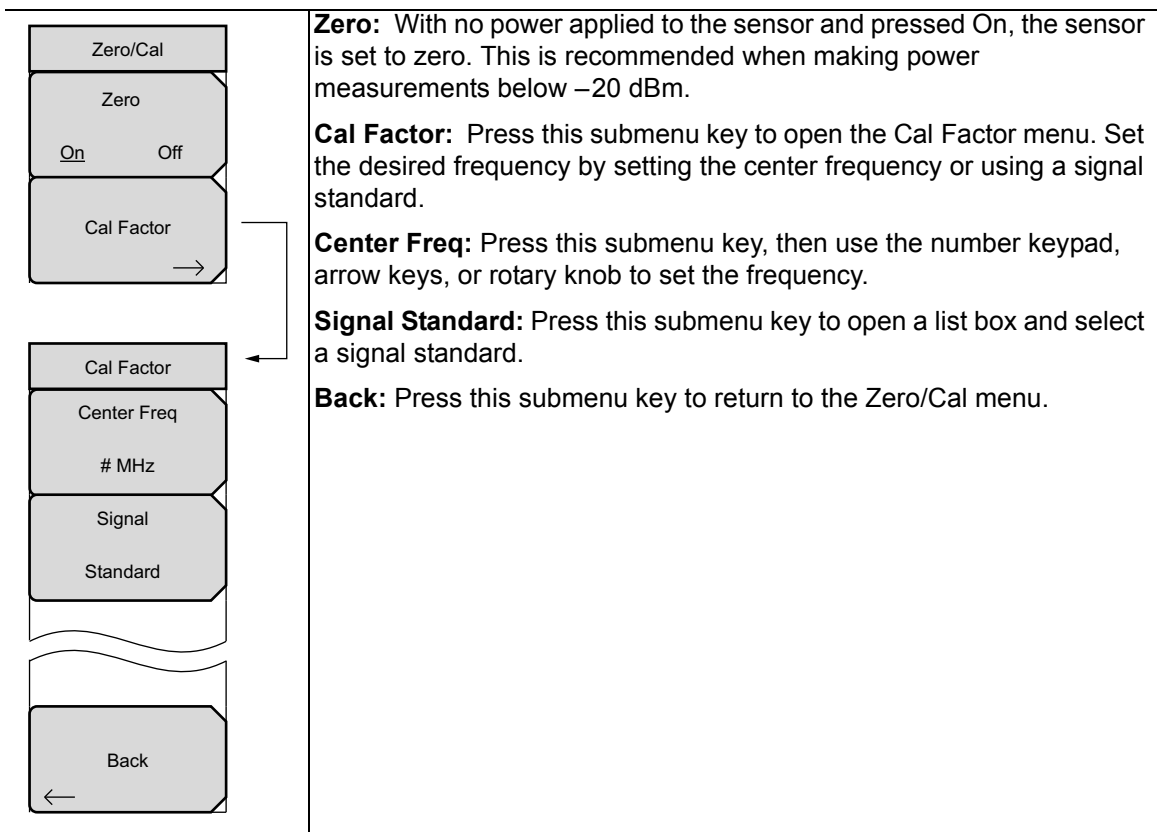 Zero/Cal
Zero
On Off
Cal Factor
→
Cal Factor
Center Freq
# MHz
Signal
Standard
Back
←
Zero: With no power applied to the sensor and pressed On, the sensor
is set to zero. This is recommended when making power
measurements below –20 dBm.
Cal Factor: Press this submenu key to open the Cal Factor menu. Set
the desired frequency by setting the center frequency or using a signal
standard.
Center Freq: Press this submenu key, then use the number keypad,
arrow keys, or rotary knob to set the frequency.
Signal Standard: Press this submenu key to open a list box and select
a signal standard.
Back: Press this submenu key to return to the Zero/Cal menu.